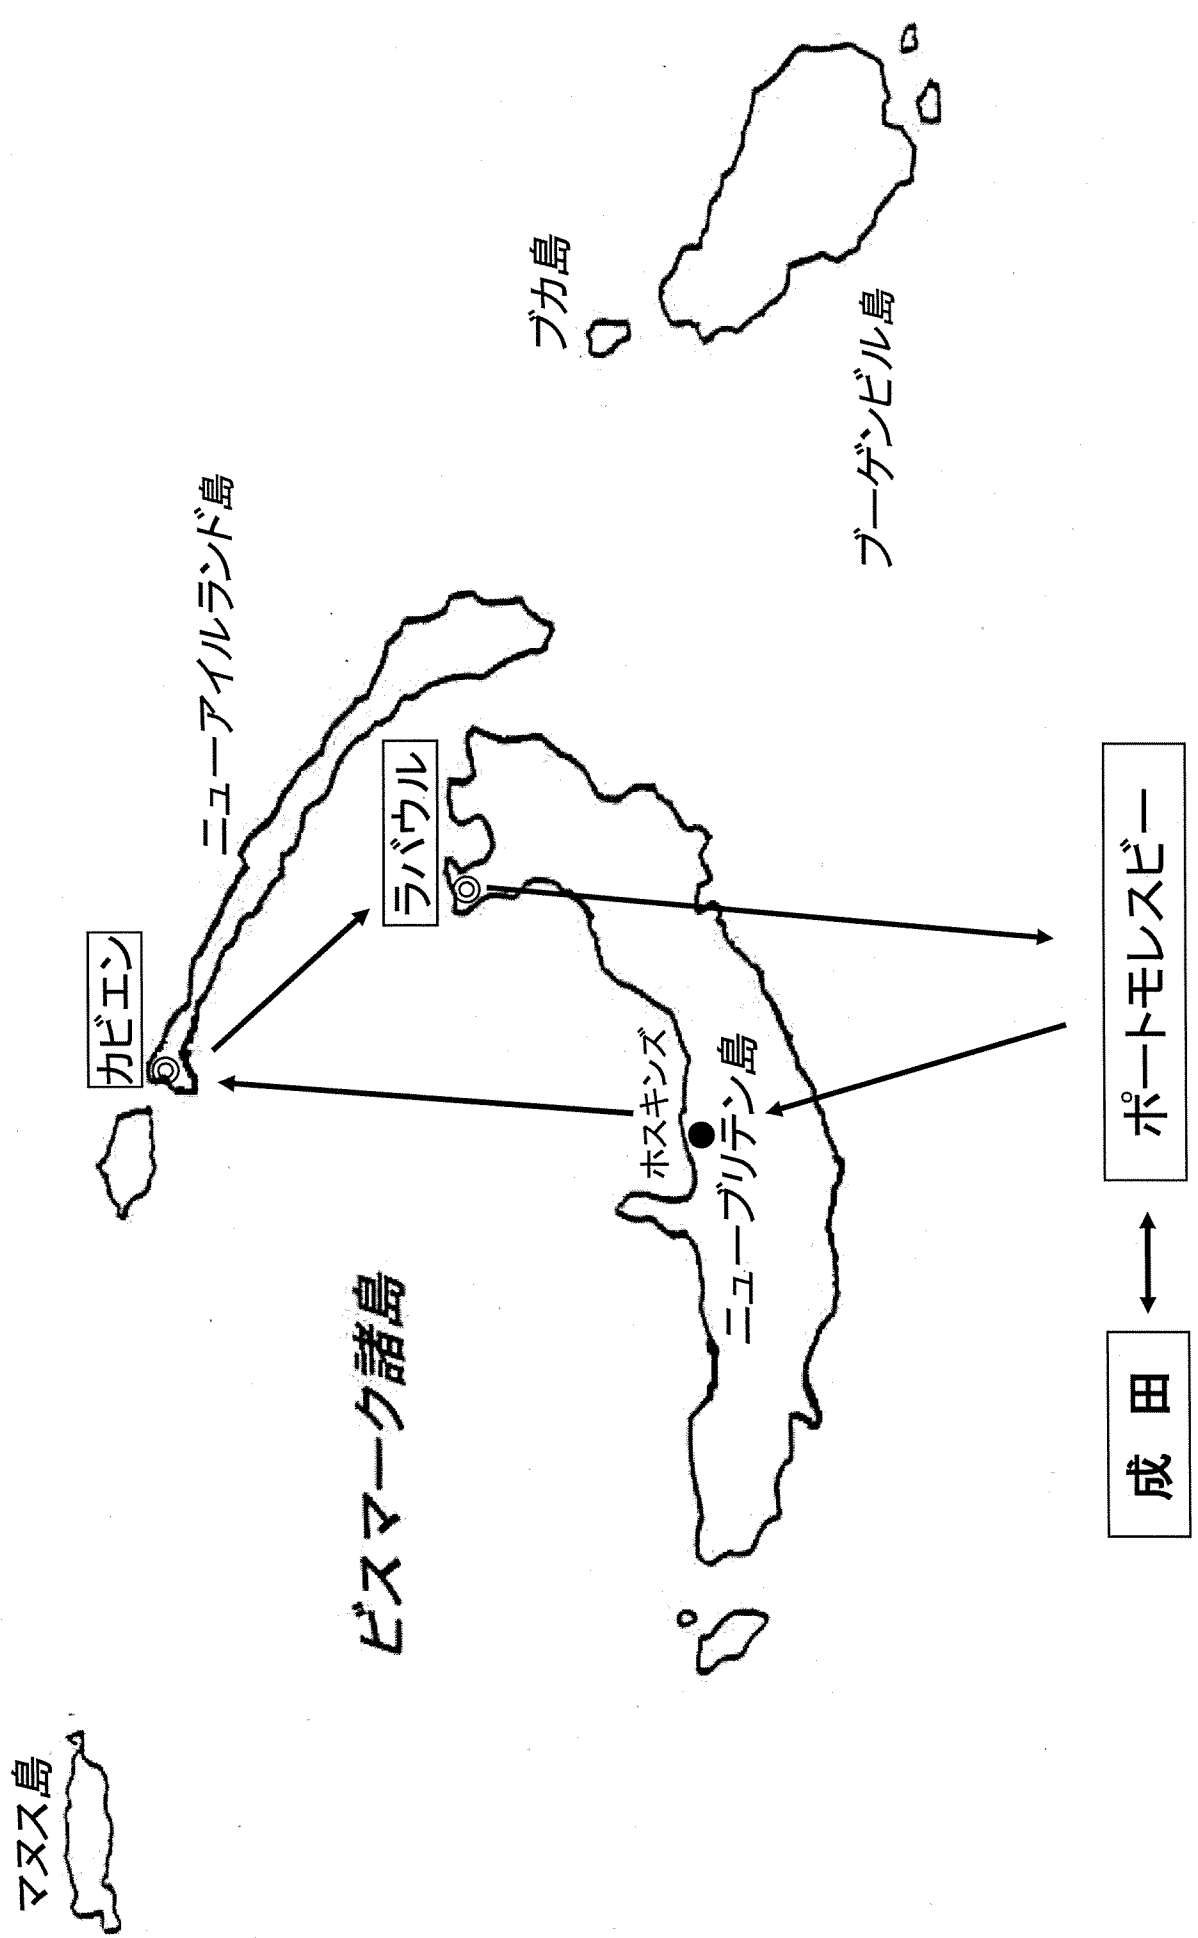 マヌス島
カビエン
ニューアイルランド島
ビスマーク諸島
ラバウル
ブカ島
ホスキンズ
ニューブリテン島
ブーゲンビル島
成田
ポートモレスビー